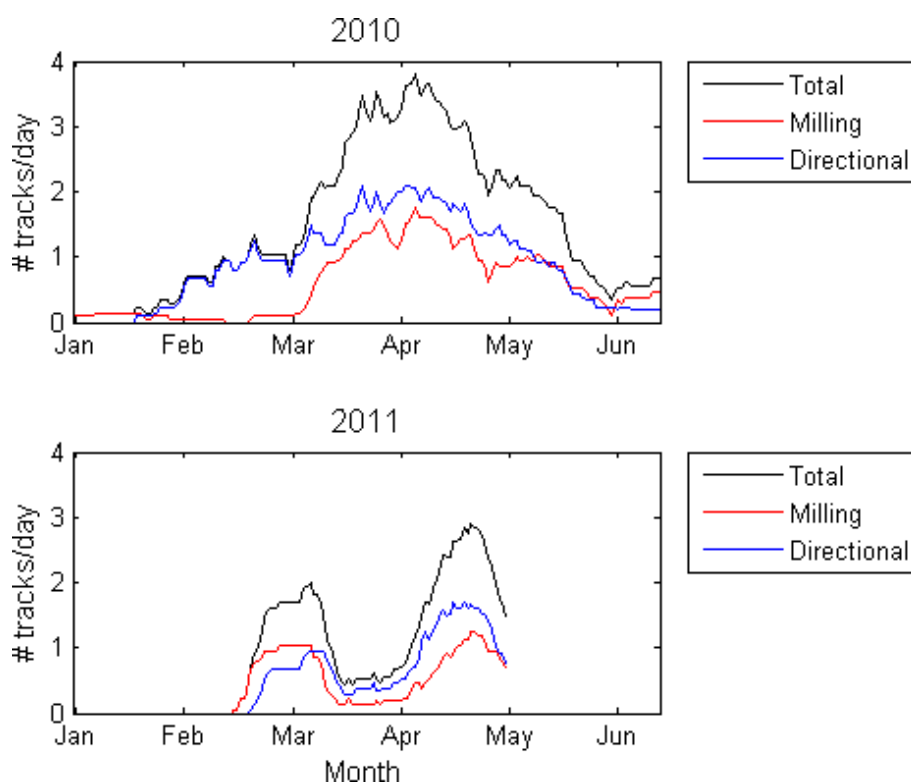 2010
# tracks/day
4
3
2
1
0
Jan Feb Mar Apr May Jun
Total
Milling
Directional
2011
# tracks/day
4
3
2
1
0
Jan Feb Mar Apr May Jun
Month
Total
Milling
Directional